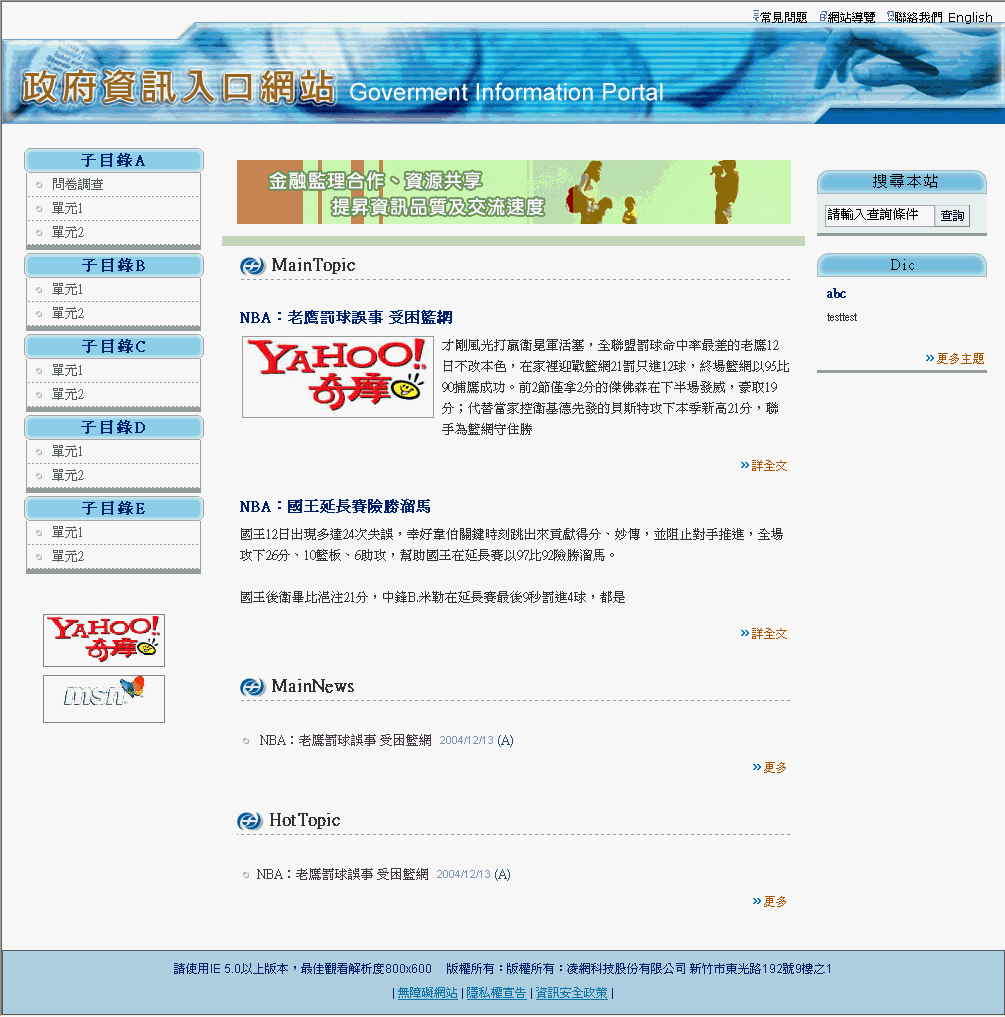 常見問題 網站導覽 聯絡我們 English
政府資訊入口網站 Goverment Information Portal
子目錄A
問卷調查
單元1
單元2
子目錄B
單元1
單元2
子目錄C
單元1
單元2
子目錄D
單元1
單元2
子目錄E
單元1
單元2
YAHOO!
奇摩
msn
金融監理合作、資源共享
提昇資訊品質及交流速度
MainTopic
NBA：老鷹罰球誤事 受困籃網
YAHOO!
奇摩
才剛風光打贏衛冕軍活塞，全聯盟罰球命中率最差的老鷹12
日不改本色，在家裡迎戰籃網21罰只進12球，終場籃網以95比
90捕鷹成功。前2節僅拿2分的傑佛森在下半場發威，豪取19
分；代替當家控衛基德先發的貝斯特攻下本季新高21分，聯
手為籃網守住勝
»詳全文
NBA：國王延長賽險勝溜馬
國王12日出現多達24次失誤，幸好韋伯關鍵時刻跳出來貢獻得分、妙傳，並阻止對手推進，全場
攻下26分、10籃板、6助攻，幫助國王在延長賽以97比92險勝溜馬。
國王後衛畢比浥注21分，中鋒B.米勒在延長賽最後9秒罰進4球，都是
»詳全文
MainNews
NBA：老鷹罰球誤事 受困籃網 2004/12/13 (A)
»更多
HotTopic
NBA：老鷹罰球誤事 受困籃網 2004/12/13 (A)
»更多
搜尋本站
請輸入查詢條件 查詢
Dic
abc
testtest
»更多主題
請使用IE 5.0以上版本，最佳觀看解析度800x600 版權所有：版權所有：凌網科技股份有限公司 新竹市東光路192號9樓之1
| 無障礙網站 | 隱私權宣告 | 資訊安全政策 |